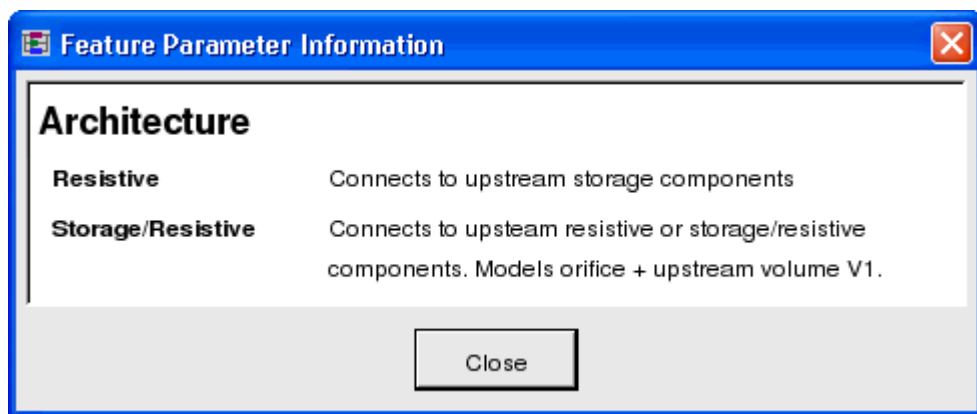 Feature Parameter Information
Architecture
Resistive Connects to upstream storage components
Storage/Resistive Connects to upsteam resistive or storage/resistive
components. Models orifice + upstream volume V1.
Close